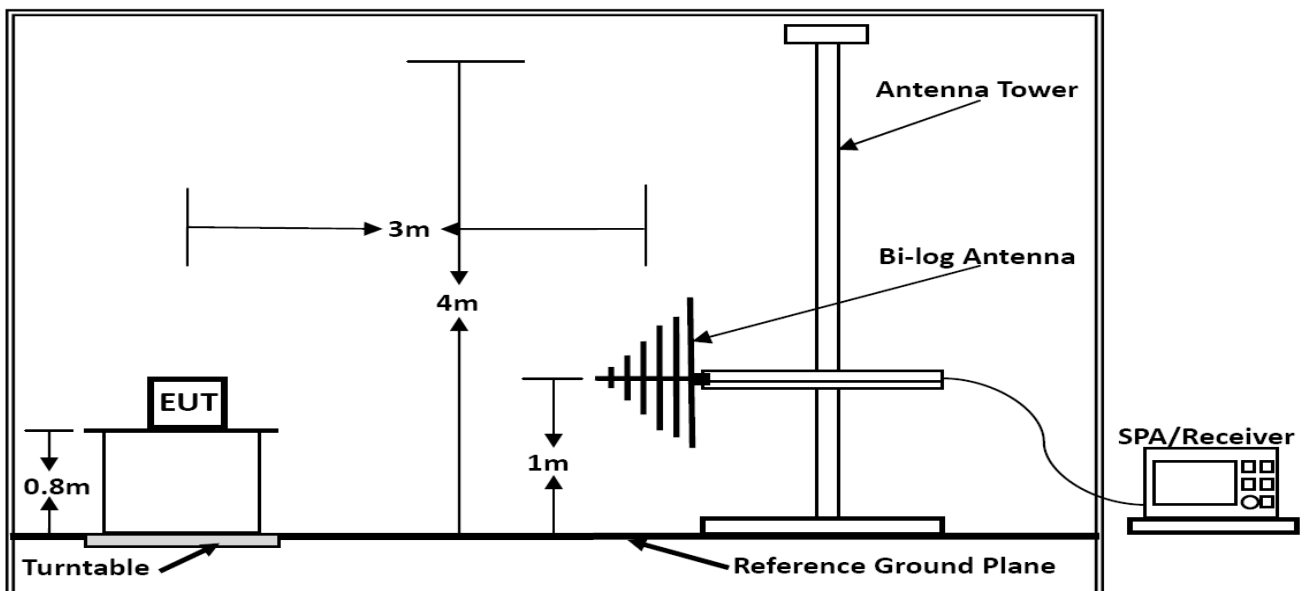 Antenna Tower
3m
Bi-log Antenna
4m
EUT
SPA/Receiver
1m
0.8m
Turntable
Reference Ground Plane